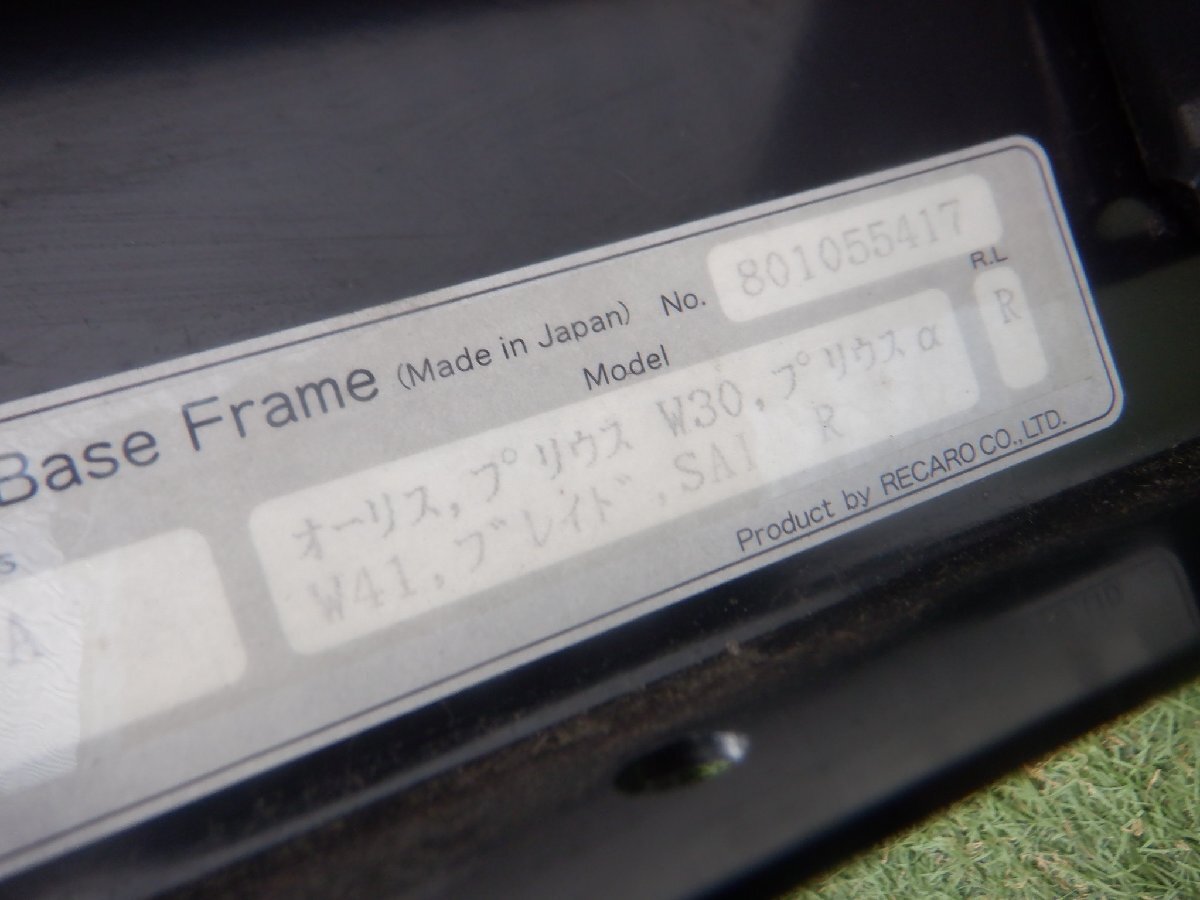 Base Frame (Made in Japan) No. 801055417
Model
R.L
オーリス, プリウス W30, プリウス α
R
W41, ブレイド, SAI R
A
Product by RECARO CO., LTD.